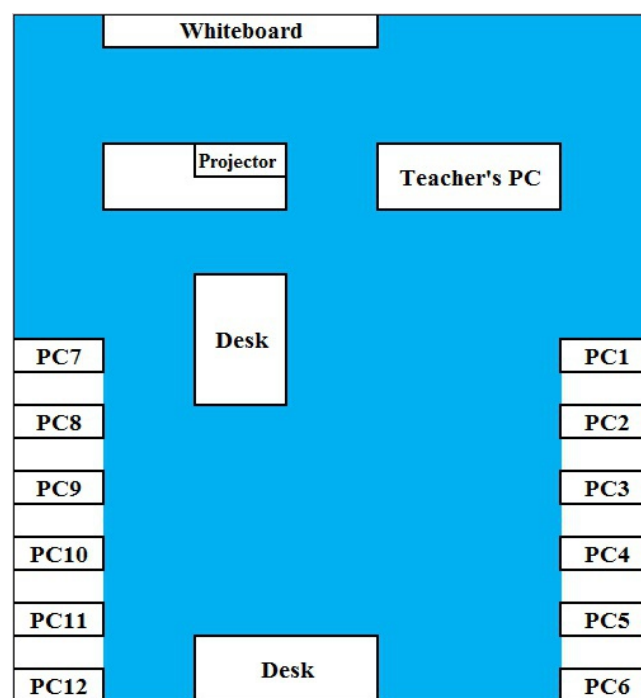 Whiteboard
Projector
Teacher's PC
Desk
PC7
PC1
PC8
PC2
PC9
PC3
PC10
PC4
PC11
PC5
Desk
PC12
PC6